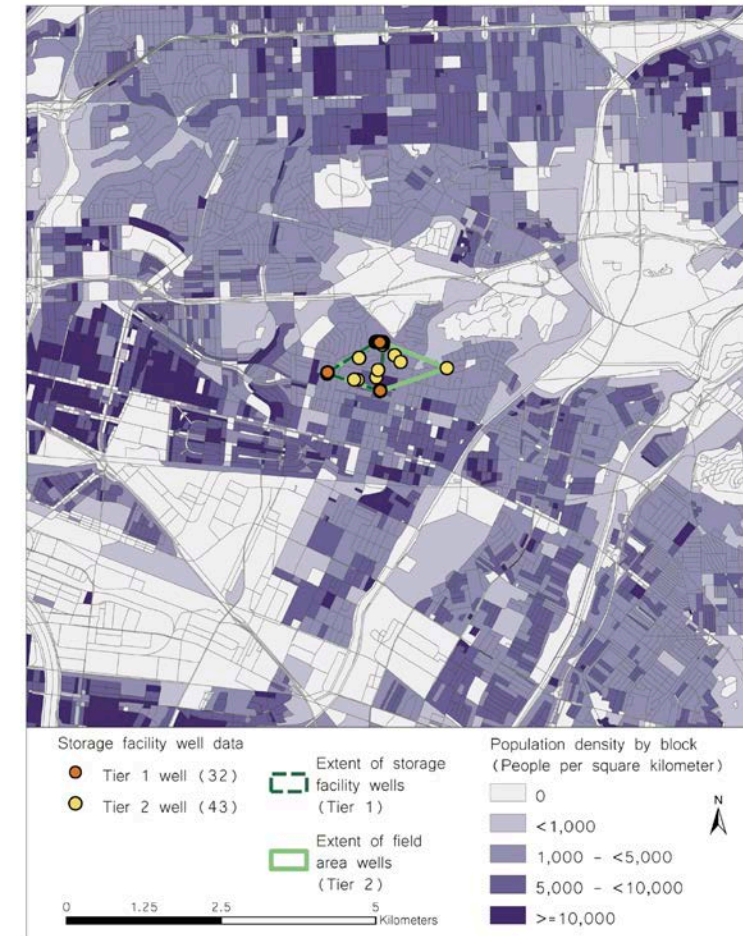 Storage facility well data
Tier 1 well (32)
Tier 2 well (43)
Extent of storage
facility wells
(Tier 1)
Extent of field
area wells
(Tier 2)
Population density by block
(People per square kilometer)
0
<1,000
1,000 - <5,000
5,000 - <10,000
>=10,000
N
0 1.25 2.5 5
Kilometers